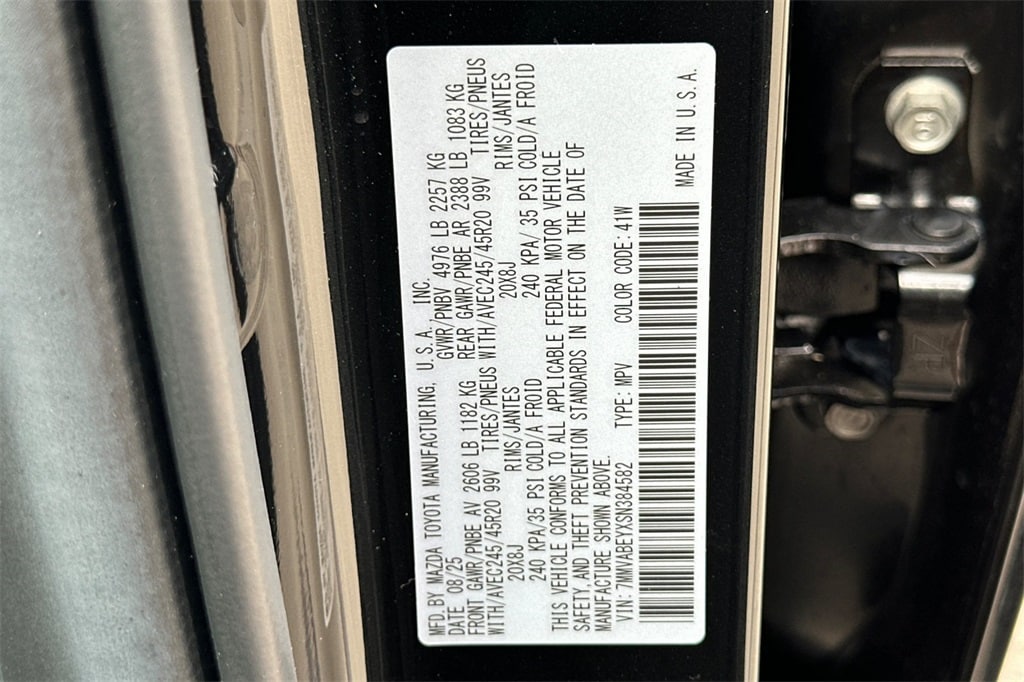 MFD.BY MAZDA TOYOTA MANUFACTURING, U.S.A., INC.
DATE 08/25 GVWR/PNBV 4976 LB 2257 KG
FRONT GAWR/PNBE AV 2606 LB 1182 KG REAR GAWR/PNBE AR 2388 LB 1083 KG
WITH/AVEC245/45R20 99V TIRES/PNEUS WITH/AVEC245/45R20 99V TIRES/PNEUS
20X8J RIMS/JANTES 20X8J RIMS/JANTES
240 KPA/35 PSI COLD/A FROID 240 KPA/ 35 PSI COLD/A FROID
THIS VEHICLE CONFORMS TO ALL APPLICABLE FEDERAL MOTOR VEHICLE
SAFETY, AND THEFT PREVENTION STANDARDS IN EFFECT ON THE DATE OF
MANUFACTURE SHOWN ABOVE.
VIN: 7MMVABEYXSN384582 TYPE: MPV COLOR CODE: 41W
MADE IN U.S.A.